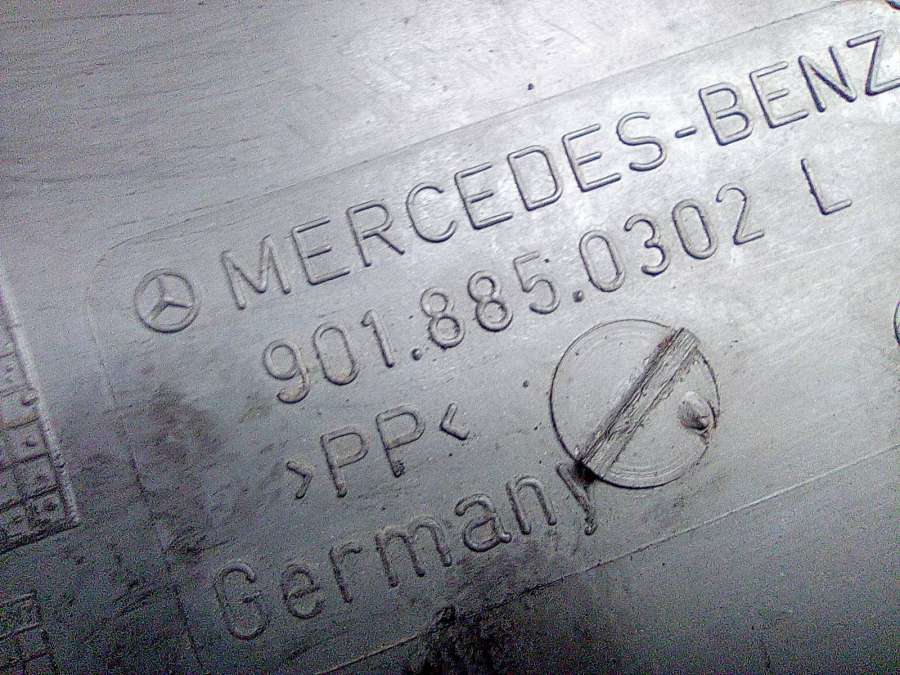 MERCEDES-BENZ
901.885.0302 L
>PP<
Germany